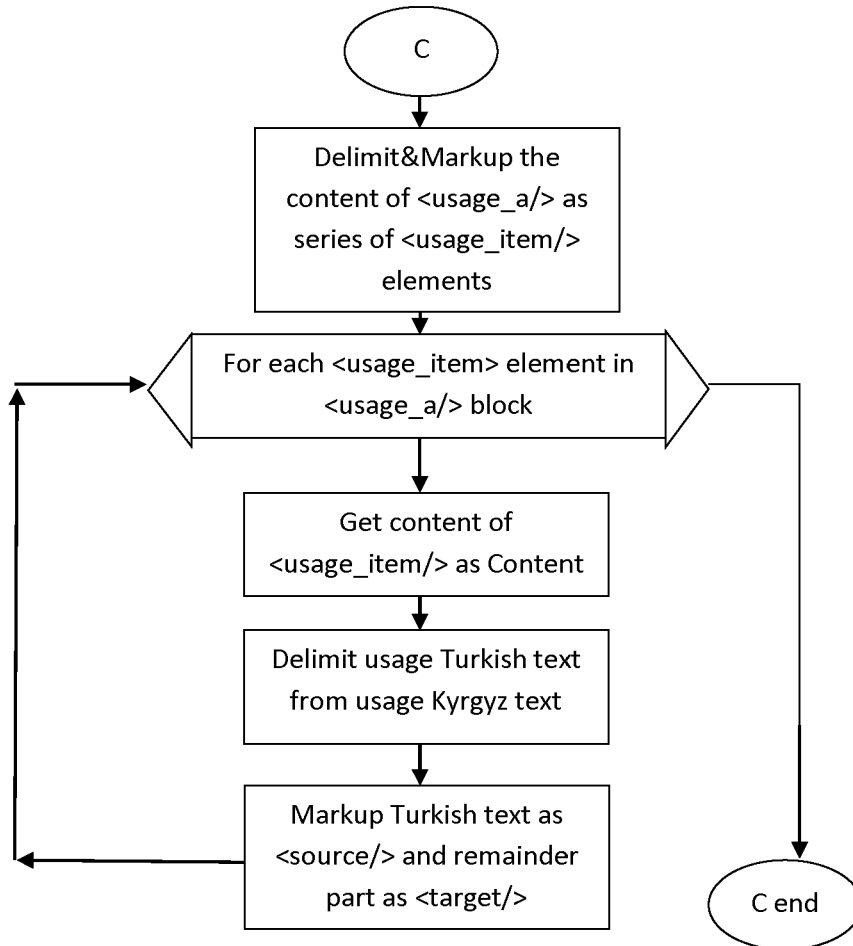 C
Delimit&Markup the
content of <usage_a/> as
series of <usage_item/>
elements
For each <usage_item> element in
<usage_a/> block
Get content of
<usage_item/> as Content
Delimit usage Turkish text
from usage Kyrgyz text
Markup Turkish text as
<source/> and remainder
part as <target/>
C end